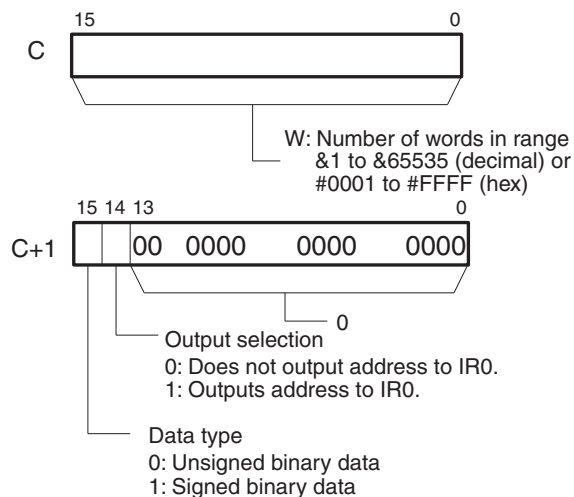 15 0
C
W: Number of words in range
&1 to &65535 (decimal) or
#0001 to #FFFF (hex)
15 14 13 0
C+1 00 0000 0000 0000
0
Output selection
0: Does not output address to IR0.
1: Outputs address to IR0.
Data type
0: Unsigned binary data
1: Signed binary data